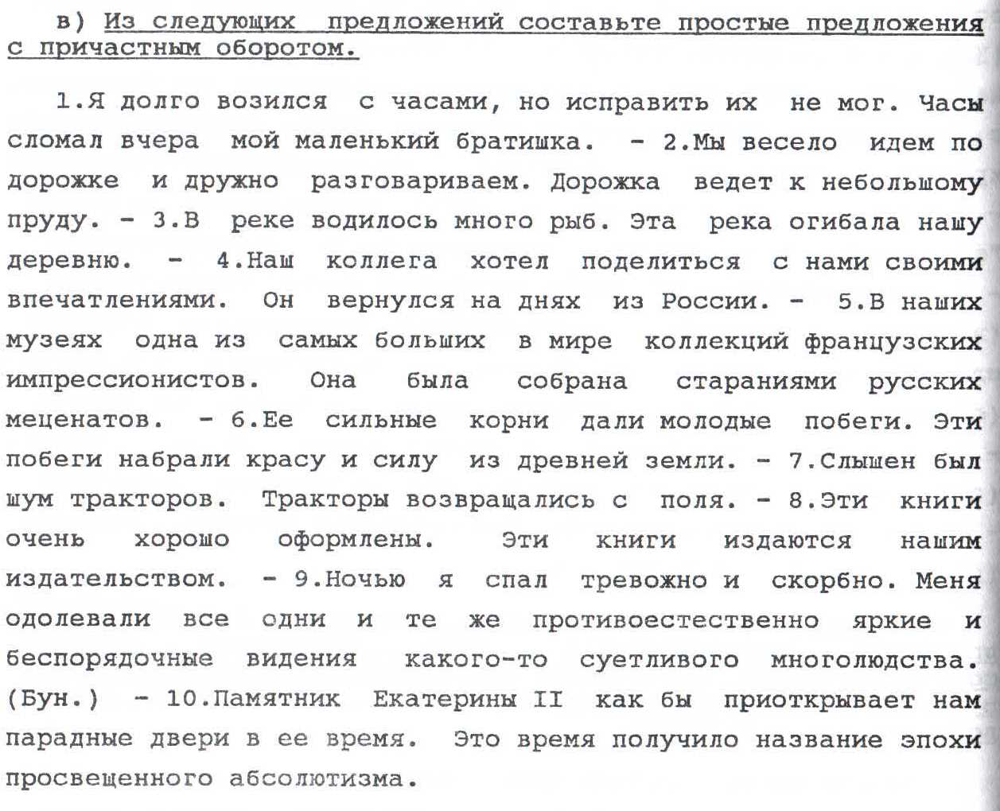 в) Из следующих предложений составьте простые предложения
с причастным оборотом.
1.Я долго возился с часами, но исправить их не мог. Часы
сломал вчера мой маленький братишка. - 2.Мы весело идем по
дорожке и дружно разговариваем. Дорожка ведет к небольшому
пруду. - 3.В реке водилось много рыб. Эта река огибала нашу
деревню. - 4.Наш коллега хотел поделиться с нами своими
впечатлениями. Он вернулся на днях из России. - 5.В наших
музеях одна из самых больших в мире коллекций французских
импрессионистов. Она была собрана стараниями русских
меценатов. - 6.Ее сильные корни дали молодые побеги. Эти
побеги набрали красу и силу из древней земли. - 7.Слышен был
шум тракторов. Тракторы возвращались с поля. - 8.Эти книги
очень хорошо оформлены. Эти книги издаются нашим
издательством. - 9.Ночью я спал тревожно и скорбно. Меня
одолевали все одни и те же противоестественно яркие и
беспорядочные видения какого-то суетливого многолюдства.
(Бун.) - 10.Памятник Екатерины II как бы приоткрывает нам
парадные двери в ее время. Это время получило название эпохи
просвещенного абсолютизма.